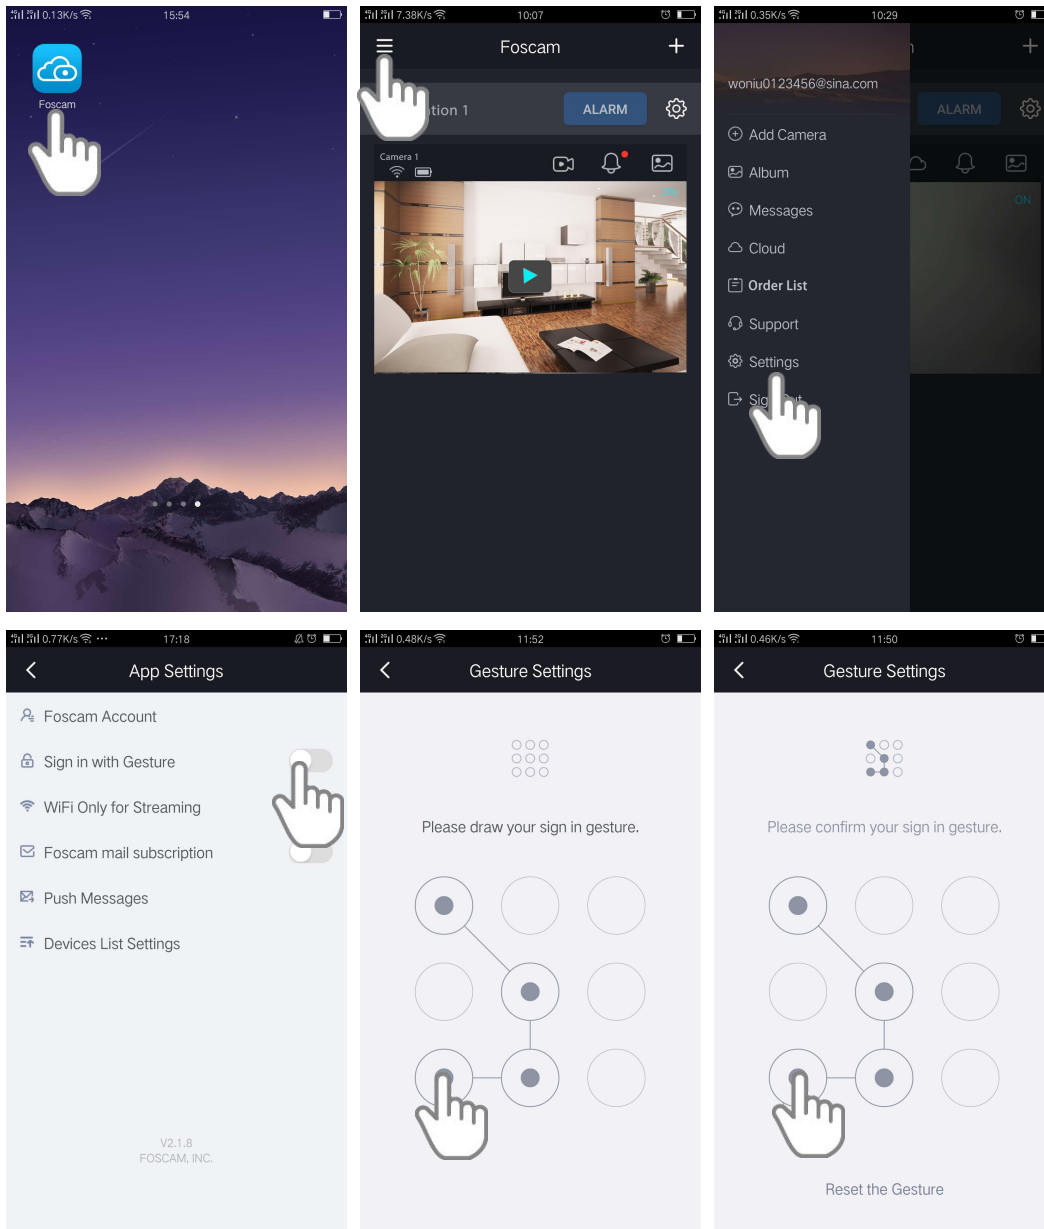 0.13K/s 15:54
Foscam
7.38K/s 10:07
Foscam
tion 1 ALARM
Camera 1
0.35K/s 10:29
woniu0123456@sina.com
ALARM
Add Camera
Album
Messages
ON
Cloud
Order List
Support
Settings
0.77K/s 17:18
App Settings
Foscam Account
Sign in with Gesture
WiFi Only for Streaming
Foscam mail subscription
Push Messages
Devices List Settings
V2.1.8
FOSCAM, INC.
0.48K/s 11:52
Gesture Settings
Please draw your sign in gesture.
0.46K/s 11:50
Gesture Settings
Please confirm your sign in gesture.
Reset the Gesture